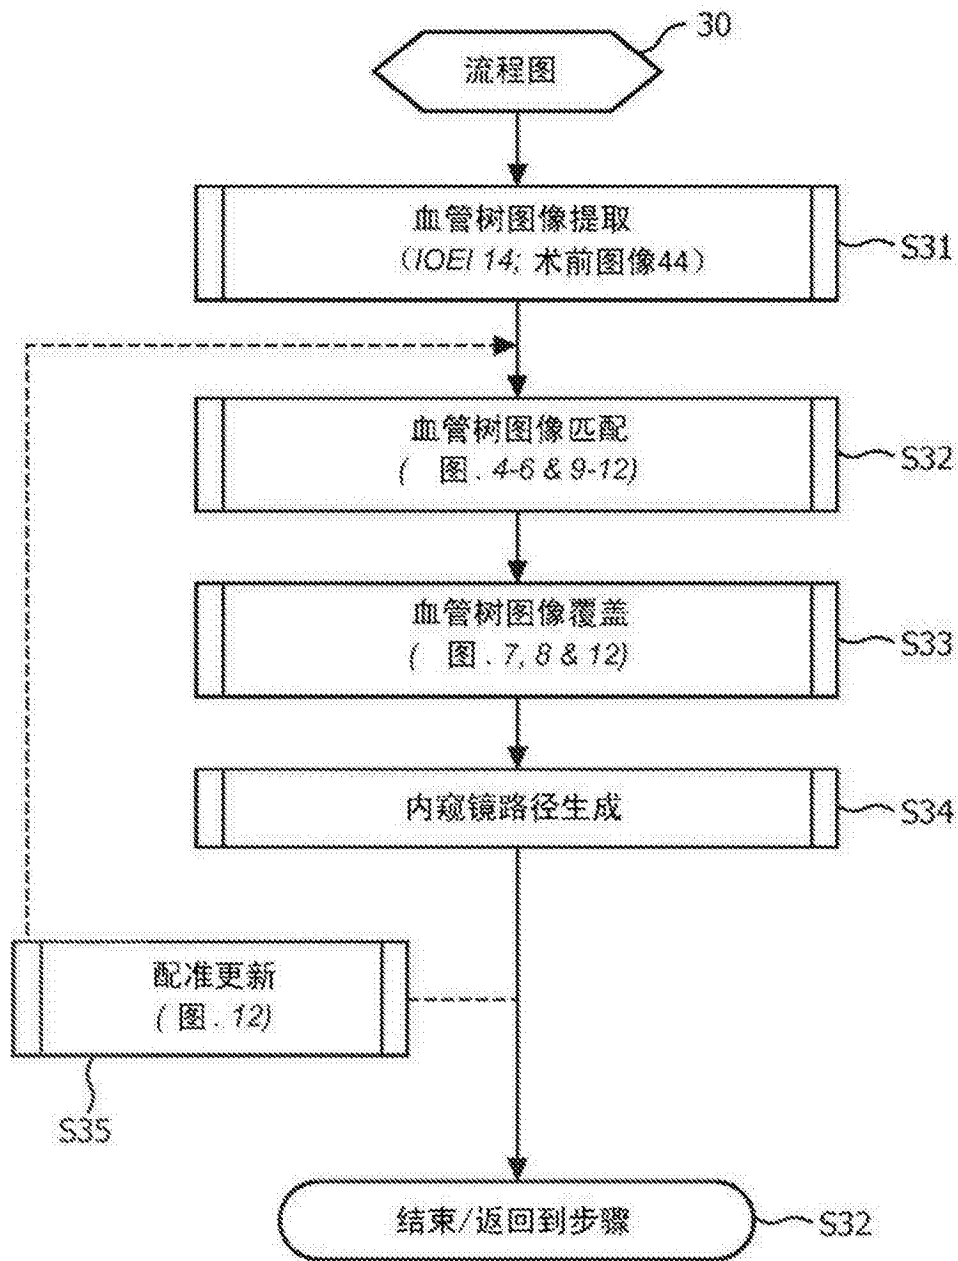 30
流程图
血管树图像提取
（IOEI 14; 术前图像44）
S31
血管树图像匹配
( 图. 4-6 & 9-12)
S32
血管树图像覆盖
( 图. 7, 8 & 12)
S33
内窥镜路径生成
S34
配准更新
( 图. 12)
S35
结束/返回到步骤
S32